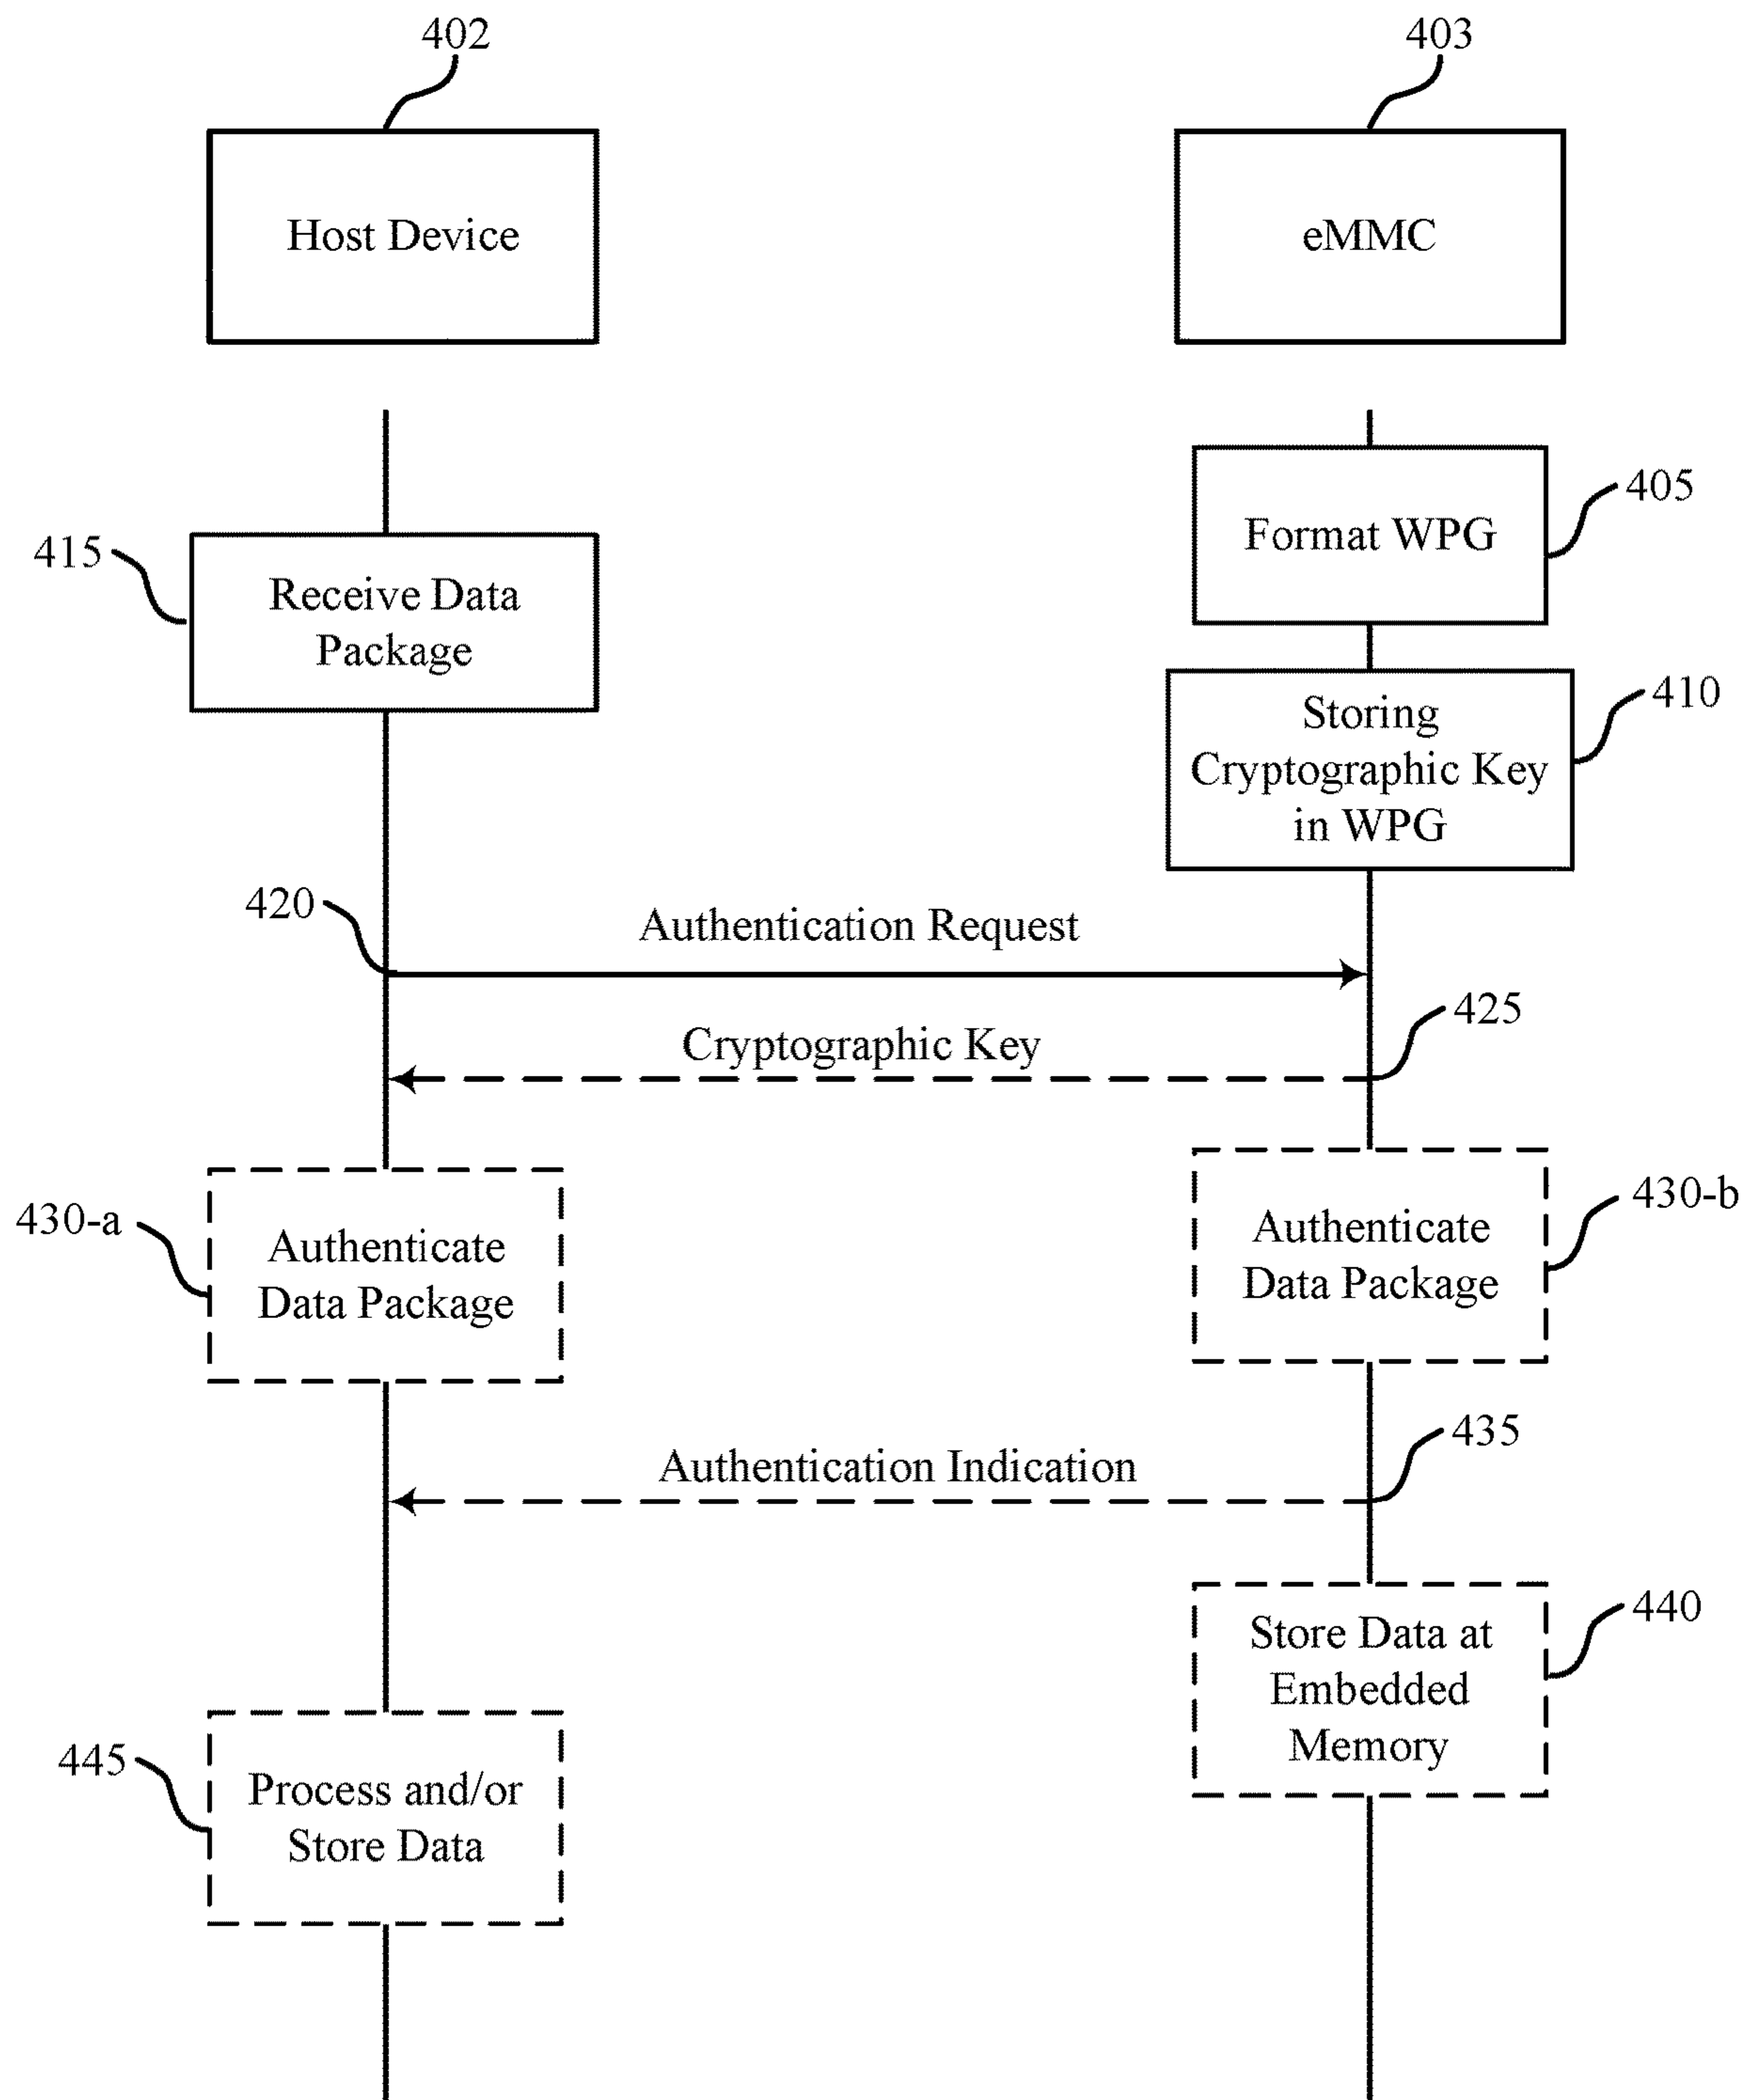 402
403
Host Device
eMMC
405
Format WPG
415
Receive Data
Package
410
Storing
Cryptographic Key
in WPG
420
Authentication Request
425
Cryptographic Key
430-a
Authenticate
Data Package
430-b
Authenticate
Data Package
435
Authentication Indication
440
Store Data at
Embedded
Memory
445
Process and/or
Store Data